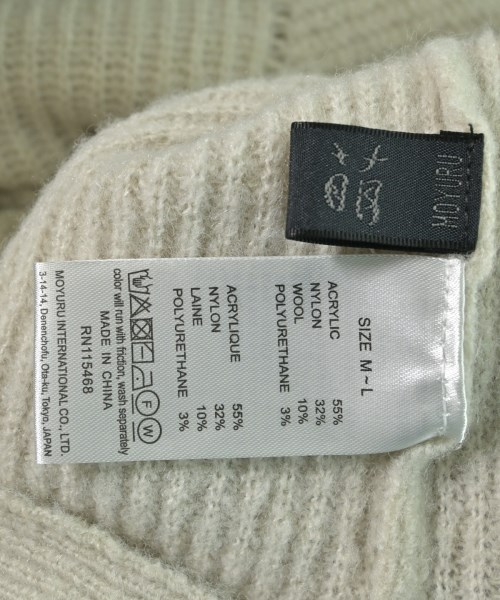 MOYURU
SIZE M~L
ACRYLIC 55%
NYLON 32%
WOOL 10%
POLYURETHANE 3%
ACRYLIQUE 55%
NYLON 32%
LAINE 10%
POLYURETHANE 3%
F W
color will run with friction, wash separately
MADE IN CHINA
RN115468
MOYURU INTERNATIONAL CO., LTD.
3-14-14, Denenchofu, Ota-ku, Tokyo, JAPAN